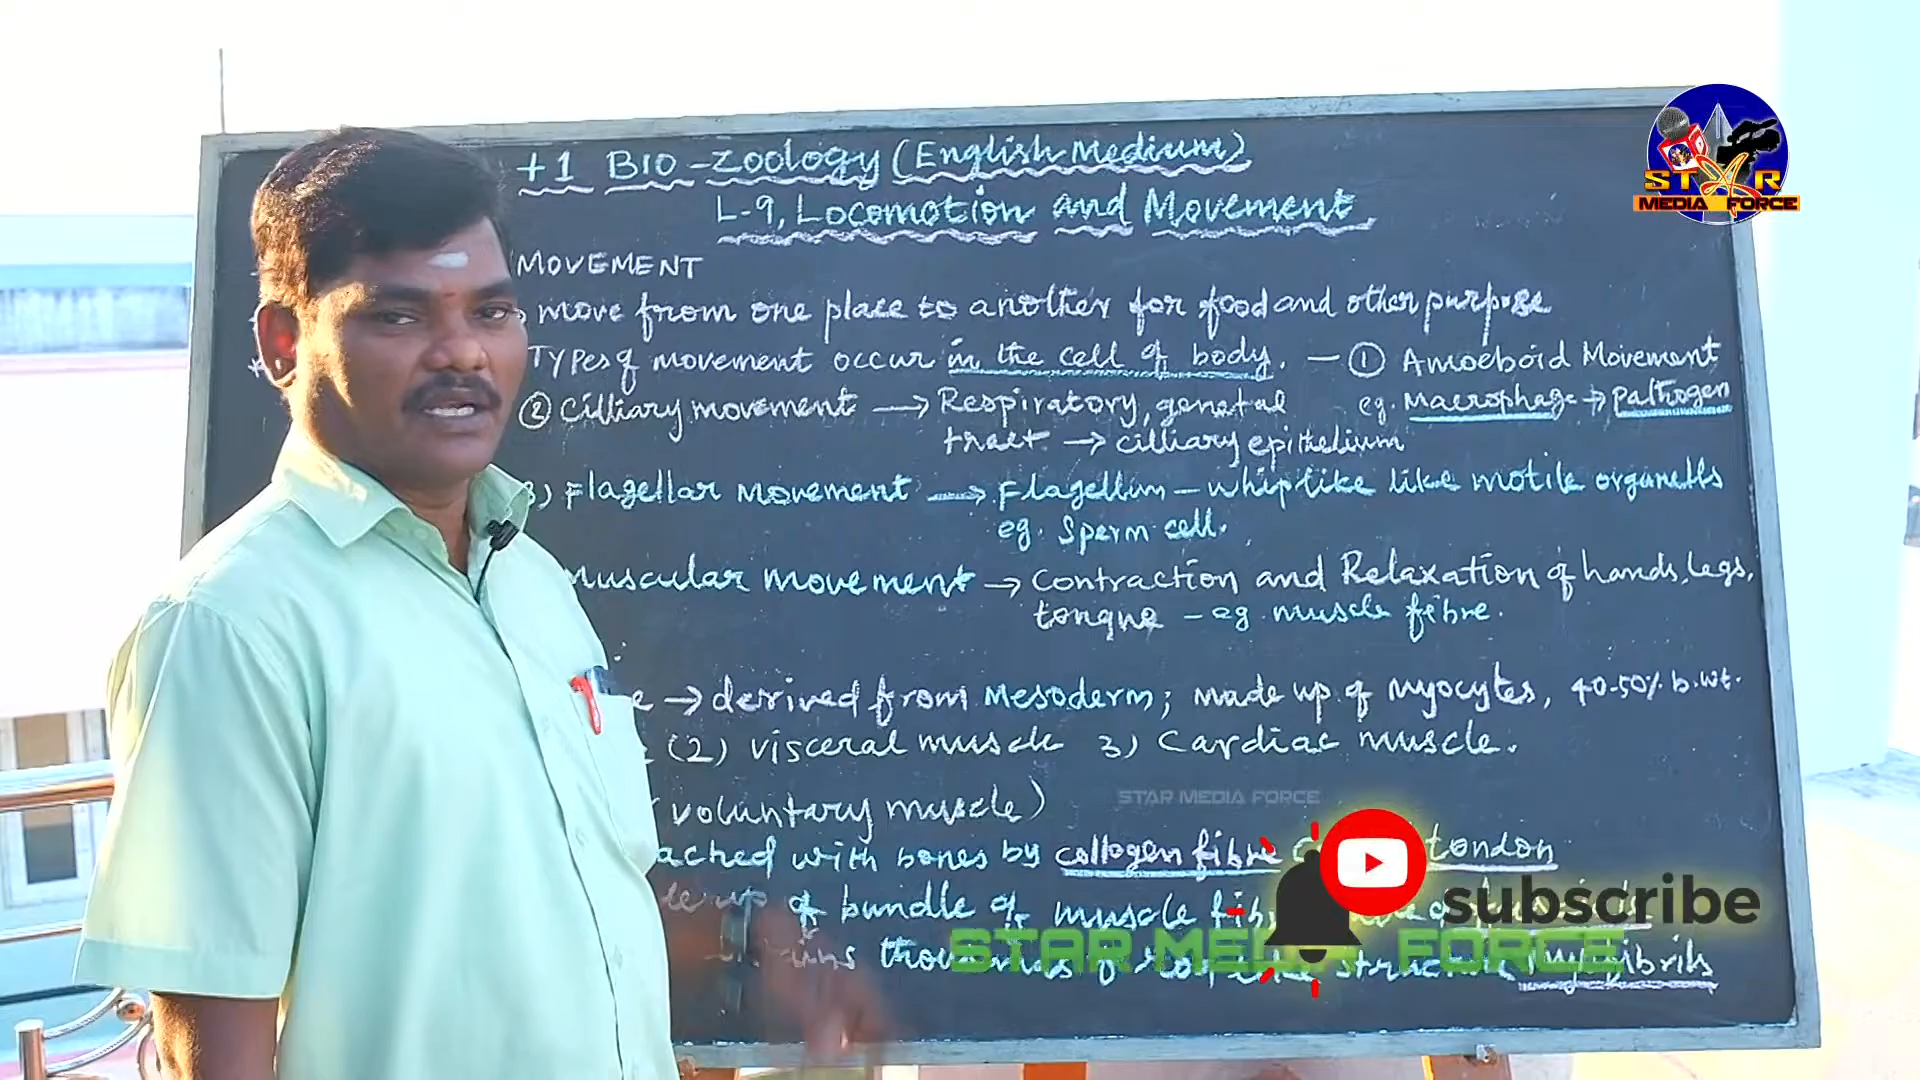 +1 BIO-Zoology (English Medium)
L-9, Locomotion and Movement
MOVEMENT
move from one place to another for food and other purpose
Types of movement occur in the cell of body. — ① Amoeboid Movement
eg. Macrophage → pathogen
② Cilliary movement → Respiratory, genetal
tract → cilliary epithelium
3) Flagellar movement → Flagellum - whiplike like motile organells
eg. Sperm cell.
Muscular movement → contraction and Relaxation of hands, legs,
tongue - eg. muscle fibre.
→ derived from Mesoderm; made up of myocytes, 40-50% b.wt.
(2) visceral muscle 3) Cardiac muscle.
(voluntary muscle)
ached with bones by collogen fibre tondon
up of bundle of muscle
myofibrils
STAR MEDIA FORCE
STAR MEDIA FORCE
subscribe
STAR FORCE